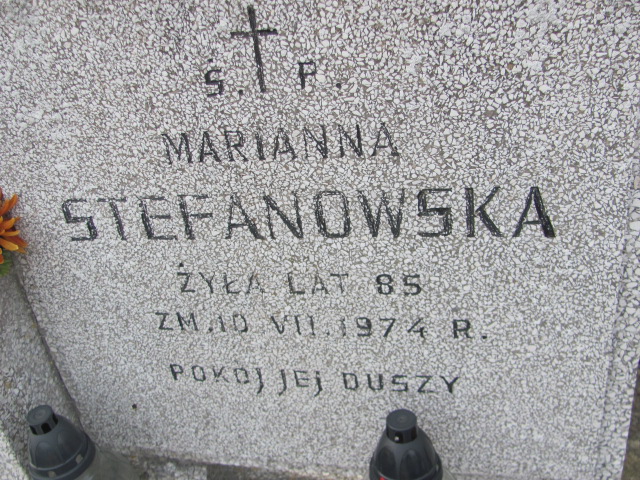 Ś. P.
MARIANNA
STEFANOWSKA
ŻYŁA LAT 85
ZM. 10 VII. 1974 R.
POKÓJ JEJ DUSZY